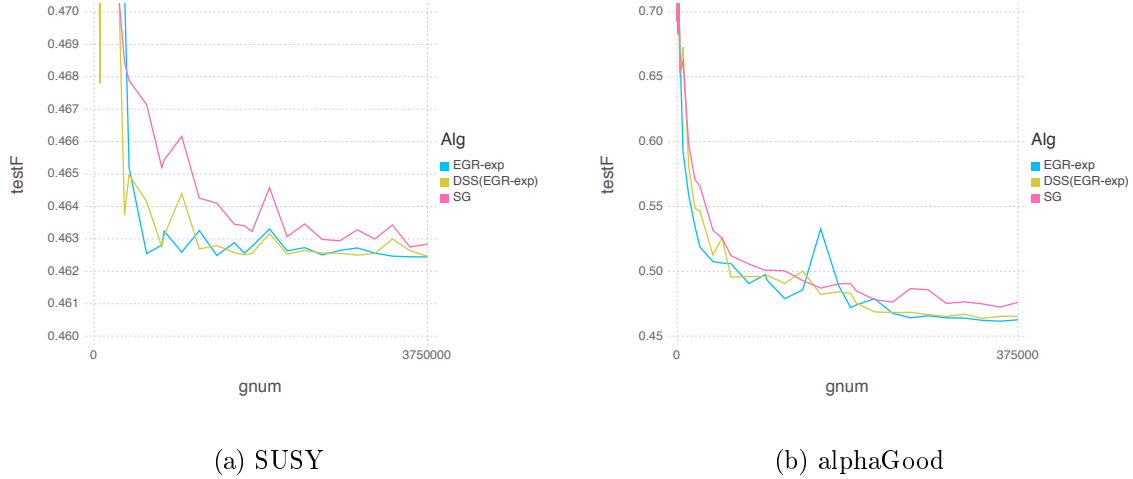 0.470
0.469
0.468
0.467
0.466
0.465
0.464
0.463
0.462
0.461
0.460
testF
0
3750000
gnum
Alg
EGR-exp
DSS(EGR-exp)
SG
(a) SUSY
0.70
0.65
0.60
0.55
0.50
0.45
testF
0
375000
gnum
Alg
EGR-exp
DSS(EGR-exp)
SG
(b) alphaGood